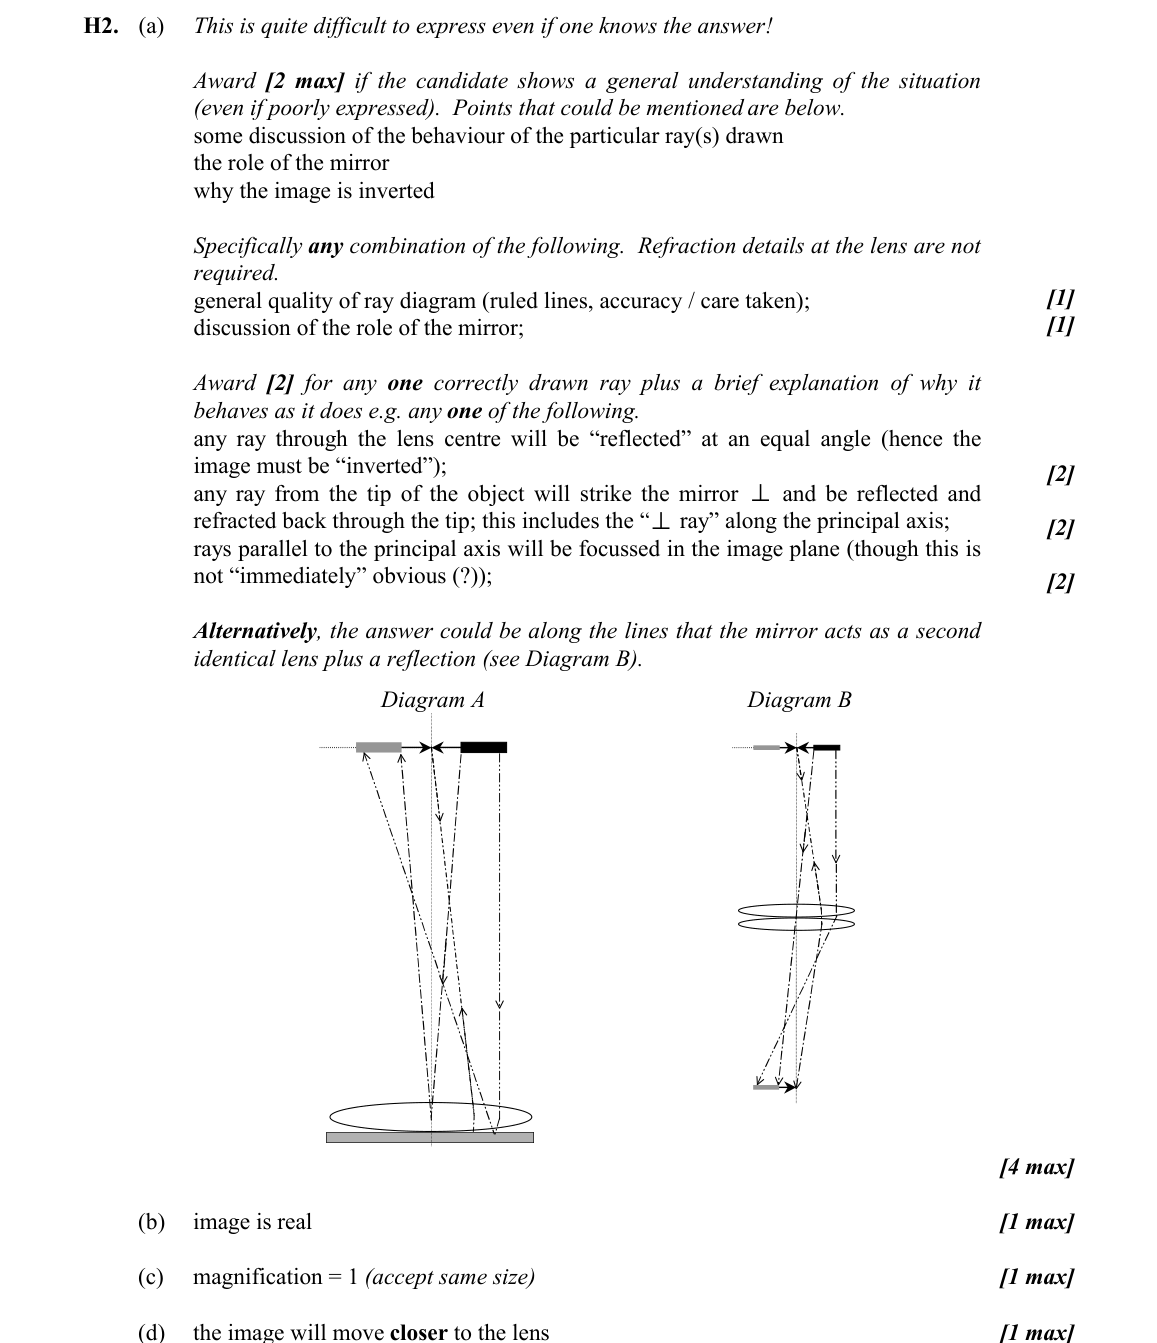 H2. (a) This is quite difficult to express even if one knows the answer!
Award [2 max] if the candidate shows a general understanding of the situation
(even if poorly expressed). Points that could be mentioned are below.
some discussion of the behaviour of the particular ray(s) drawn
the role of the mirror
why the image is inverted
Specifically any combination of the following. Refraction details at the lens are not
required.
general quality of ray diagram (ruled lines, accuracy / care taken); [1]
discussion of the role of the mirror; [1]
Award [2] for any one correctly drawn ray plus a brief explanation of why it
behaves as it does e.g. any one of the following.
any ray through the lens centre will be “reflected” at an equal angle (hence the
image must be “inverted”); [2]
any ray from the tip of the object will strike the mirror ⊥ and be reflected and
refracted back through the tip; this includes the “⊥ ray” along the principal axis; [2]
rays parallel to the principal axis will be focussed in the image plane (though this is
not “immediately” obvious (?)); [2]
Alternatively, the answer could be along the lines that the mirror acts as a second
identical lens plus a reflection (see Diagram B).
Diagram A Diagram B
[4 max]
(b) image is real [1 max]
(c) magnification = 1 (accept same size) [1 max]
(d) the image will move closer to the lens [1 max]